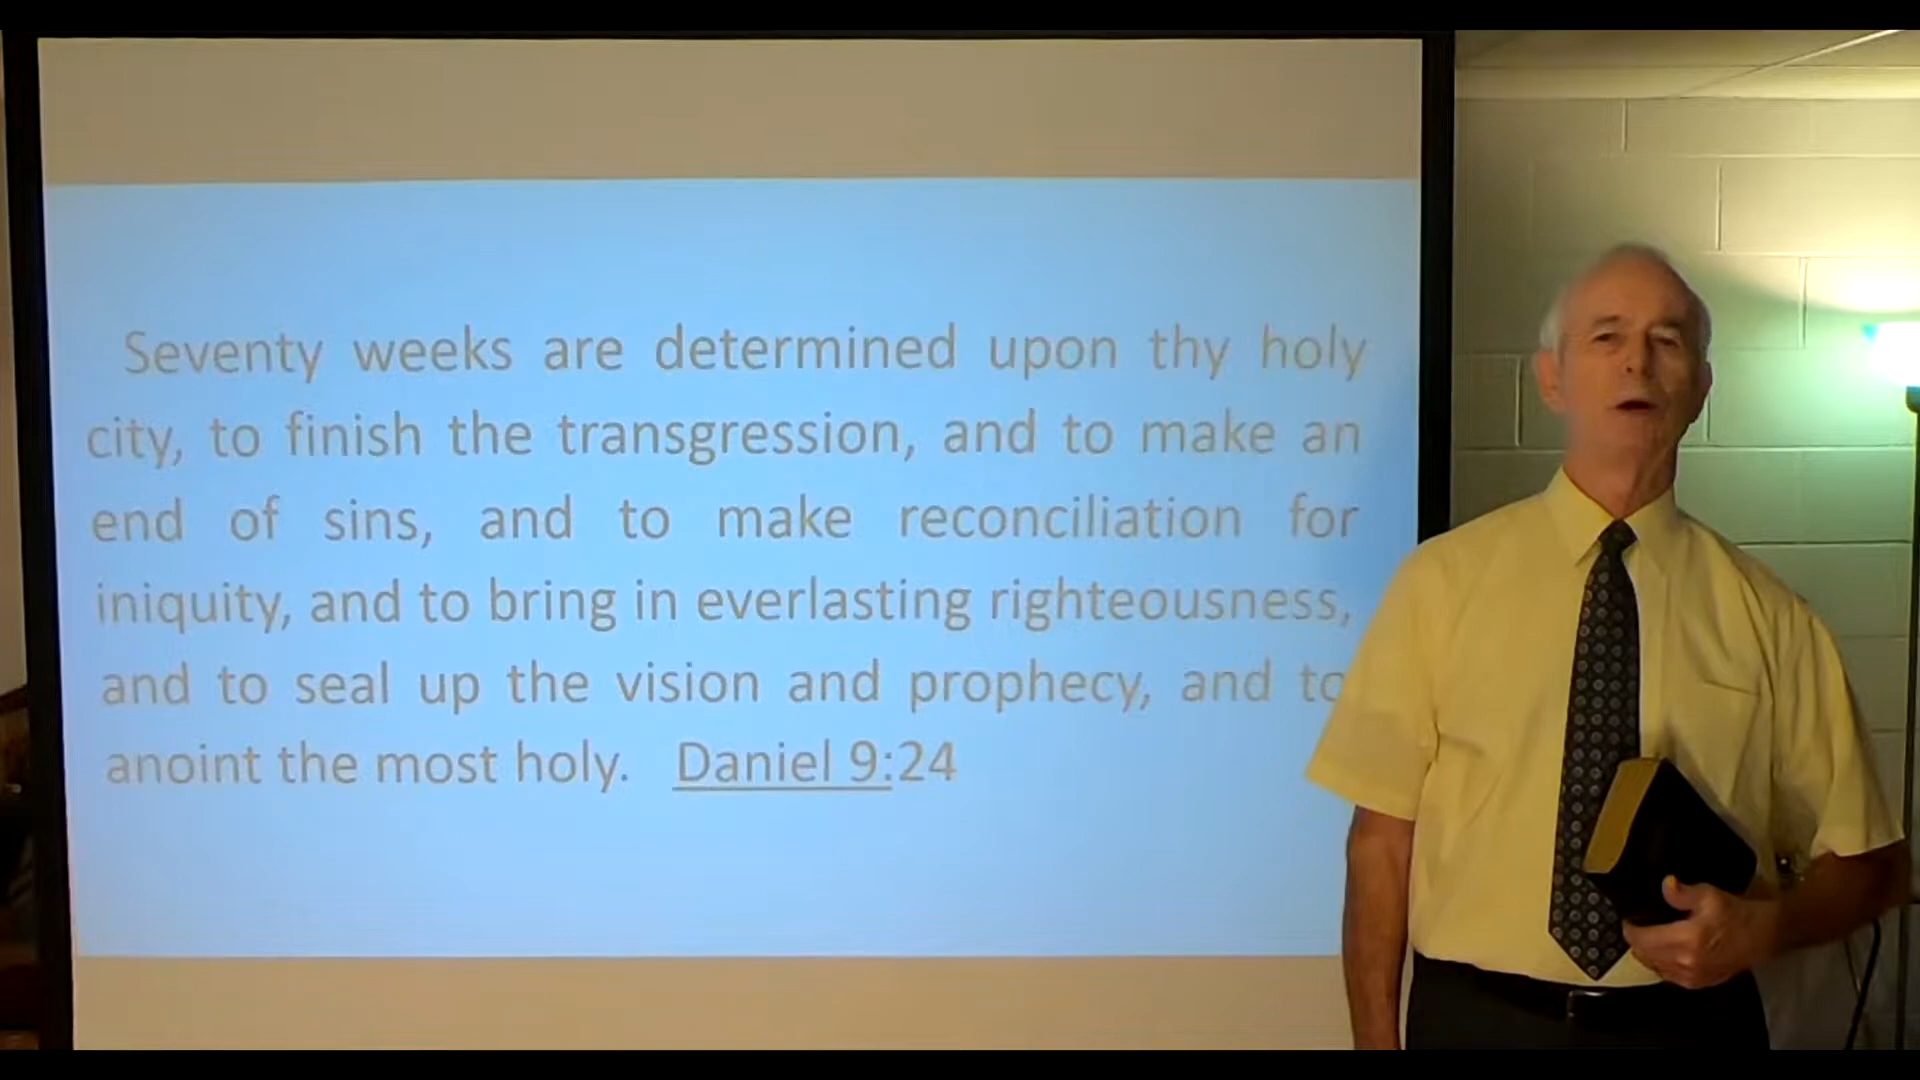 Seventy weeks are determined upon thy holy
city, to finish the transgression, and to make an
end of sins, and to make reconciliation for
iniquity, and to bring in everlasting righteousness,
and to seal up the vision and prophecy, and to
anoint the most holy. Daniel 9:24